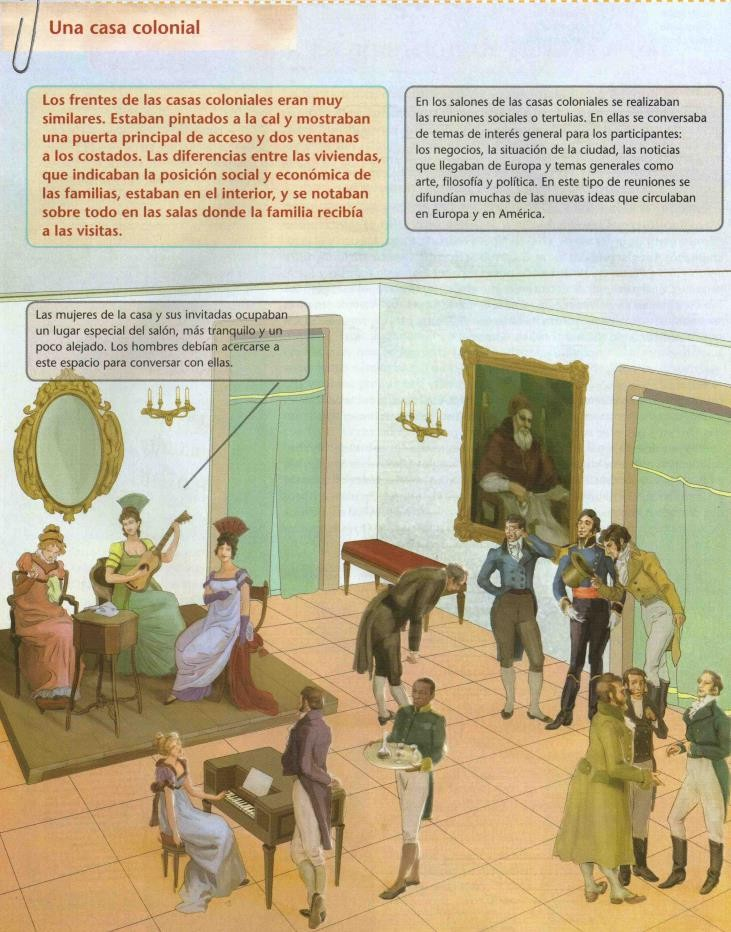 Una casa colonial
Los frentes de las casas coloniales eran muy
similares. Estaban pintados a la cal y mostraban
una puerta principal de acceso y dos ventanas
a los costados. Las diferencias entre las viviendas,
que indicaban la posición social y económica de
las familias, estaban en el interior, y se notaban
sobre todo en las salas donde la familia recibía
a las visitas.
En los salones de las casas coloniales se realizaban
las reuniones sociales o tertulias. En ellas se conversaba
de temas de interés general para los participantes:
los negocios, la situación de la ciudad, las noticias
que llegaban de Europa y temas generales como
arte, filosofía y política. En este tipo de reuniones se
difundían muchas de las nuevas ideas que circulaban
en Europa y en América.
Las mujeres de la casa y sus invitadas ocupaban
un lugar especial del salón, más tranquilo y un
poco alejado. Los hombres debían acercarse a
este espacio para conversar con ellas.